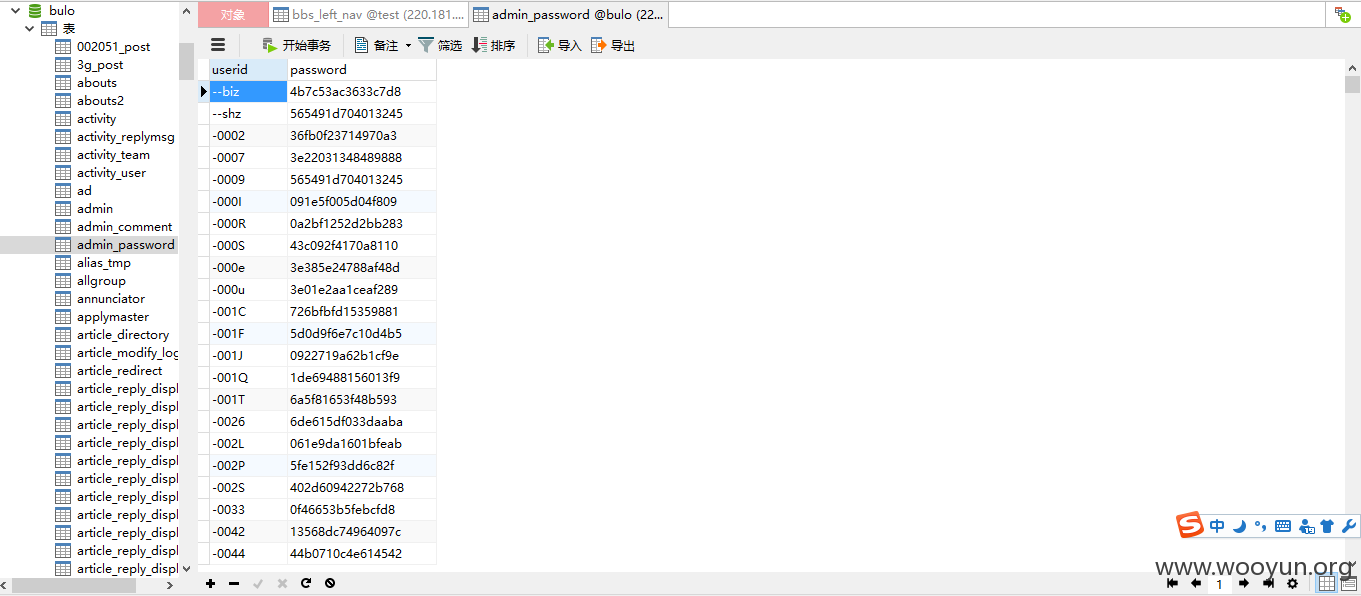 bulo
表
002051_post
3g_post
abouts
abouts2
activity
activity_replymsg
activity_team
activity_user
ad
admin
admin_comment
admin_password
alias_tmp
allgroup
annunciator
applymaster
article_directory
article_modify_log
article_redirect
article_reply_displ
article_reply_displ
article_reply_displ
article_reply_displ
article_reply_displ
article_reply_displ
article_reply_displ
article_reply_displ
article_reply_displ
article_reply_displ
article_reply_displ
对象 bbs_left_nav @test (220.181.... admin_password @bulo (22...
开始事务 备注 筛选 排序 导入 导出
userid password
--biz 4b7c53ac3633c7d8
--shz 565491d704013245
-0002 36fb0f23714970a3
-0007 3e22031348489888
-0009 565491d704013245
-000I 091e5f005d04f809
-000R 0a2bf1252d2bb283
-000S 43c092f4170a8110
-000e 3e385e24788af48d
-000u 3e01e2aa1ceaf289
-001C 726bfbfd15359881
-001F 5d0d9f6e7c10d4b5
-001J 0922719a62b1cf9e
-001Q 1de69488156013f9
-001T 6a5f81653f48b593
-0026 6de615df033daaba
-002L 061e9da1601bfeab
-002P 5fe152f93dd6c82f
-002S 402d60942272b768
-0033 0f46653b5febcfd8
-0042 13568dc74964097c
-0044 44b0710c4e614542
S 中
www.wooyun.org
1